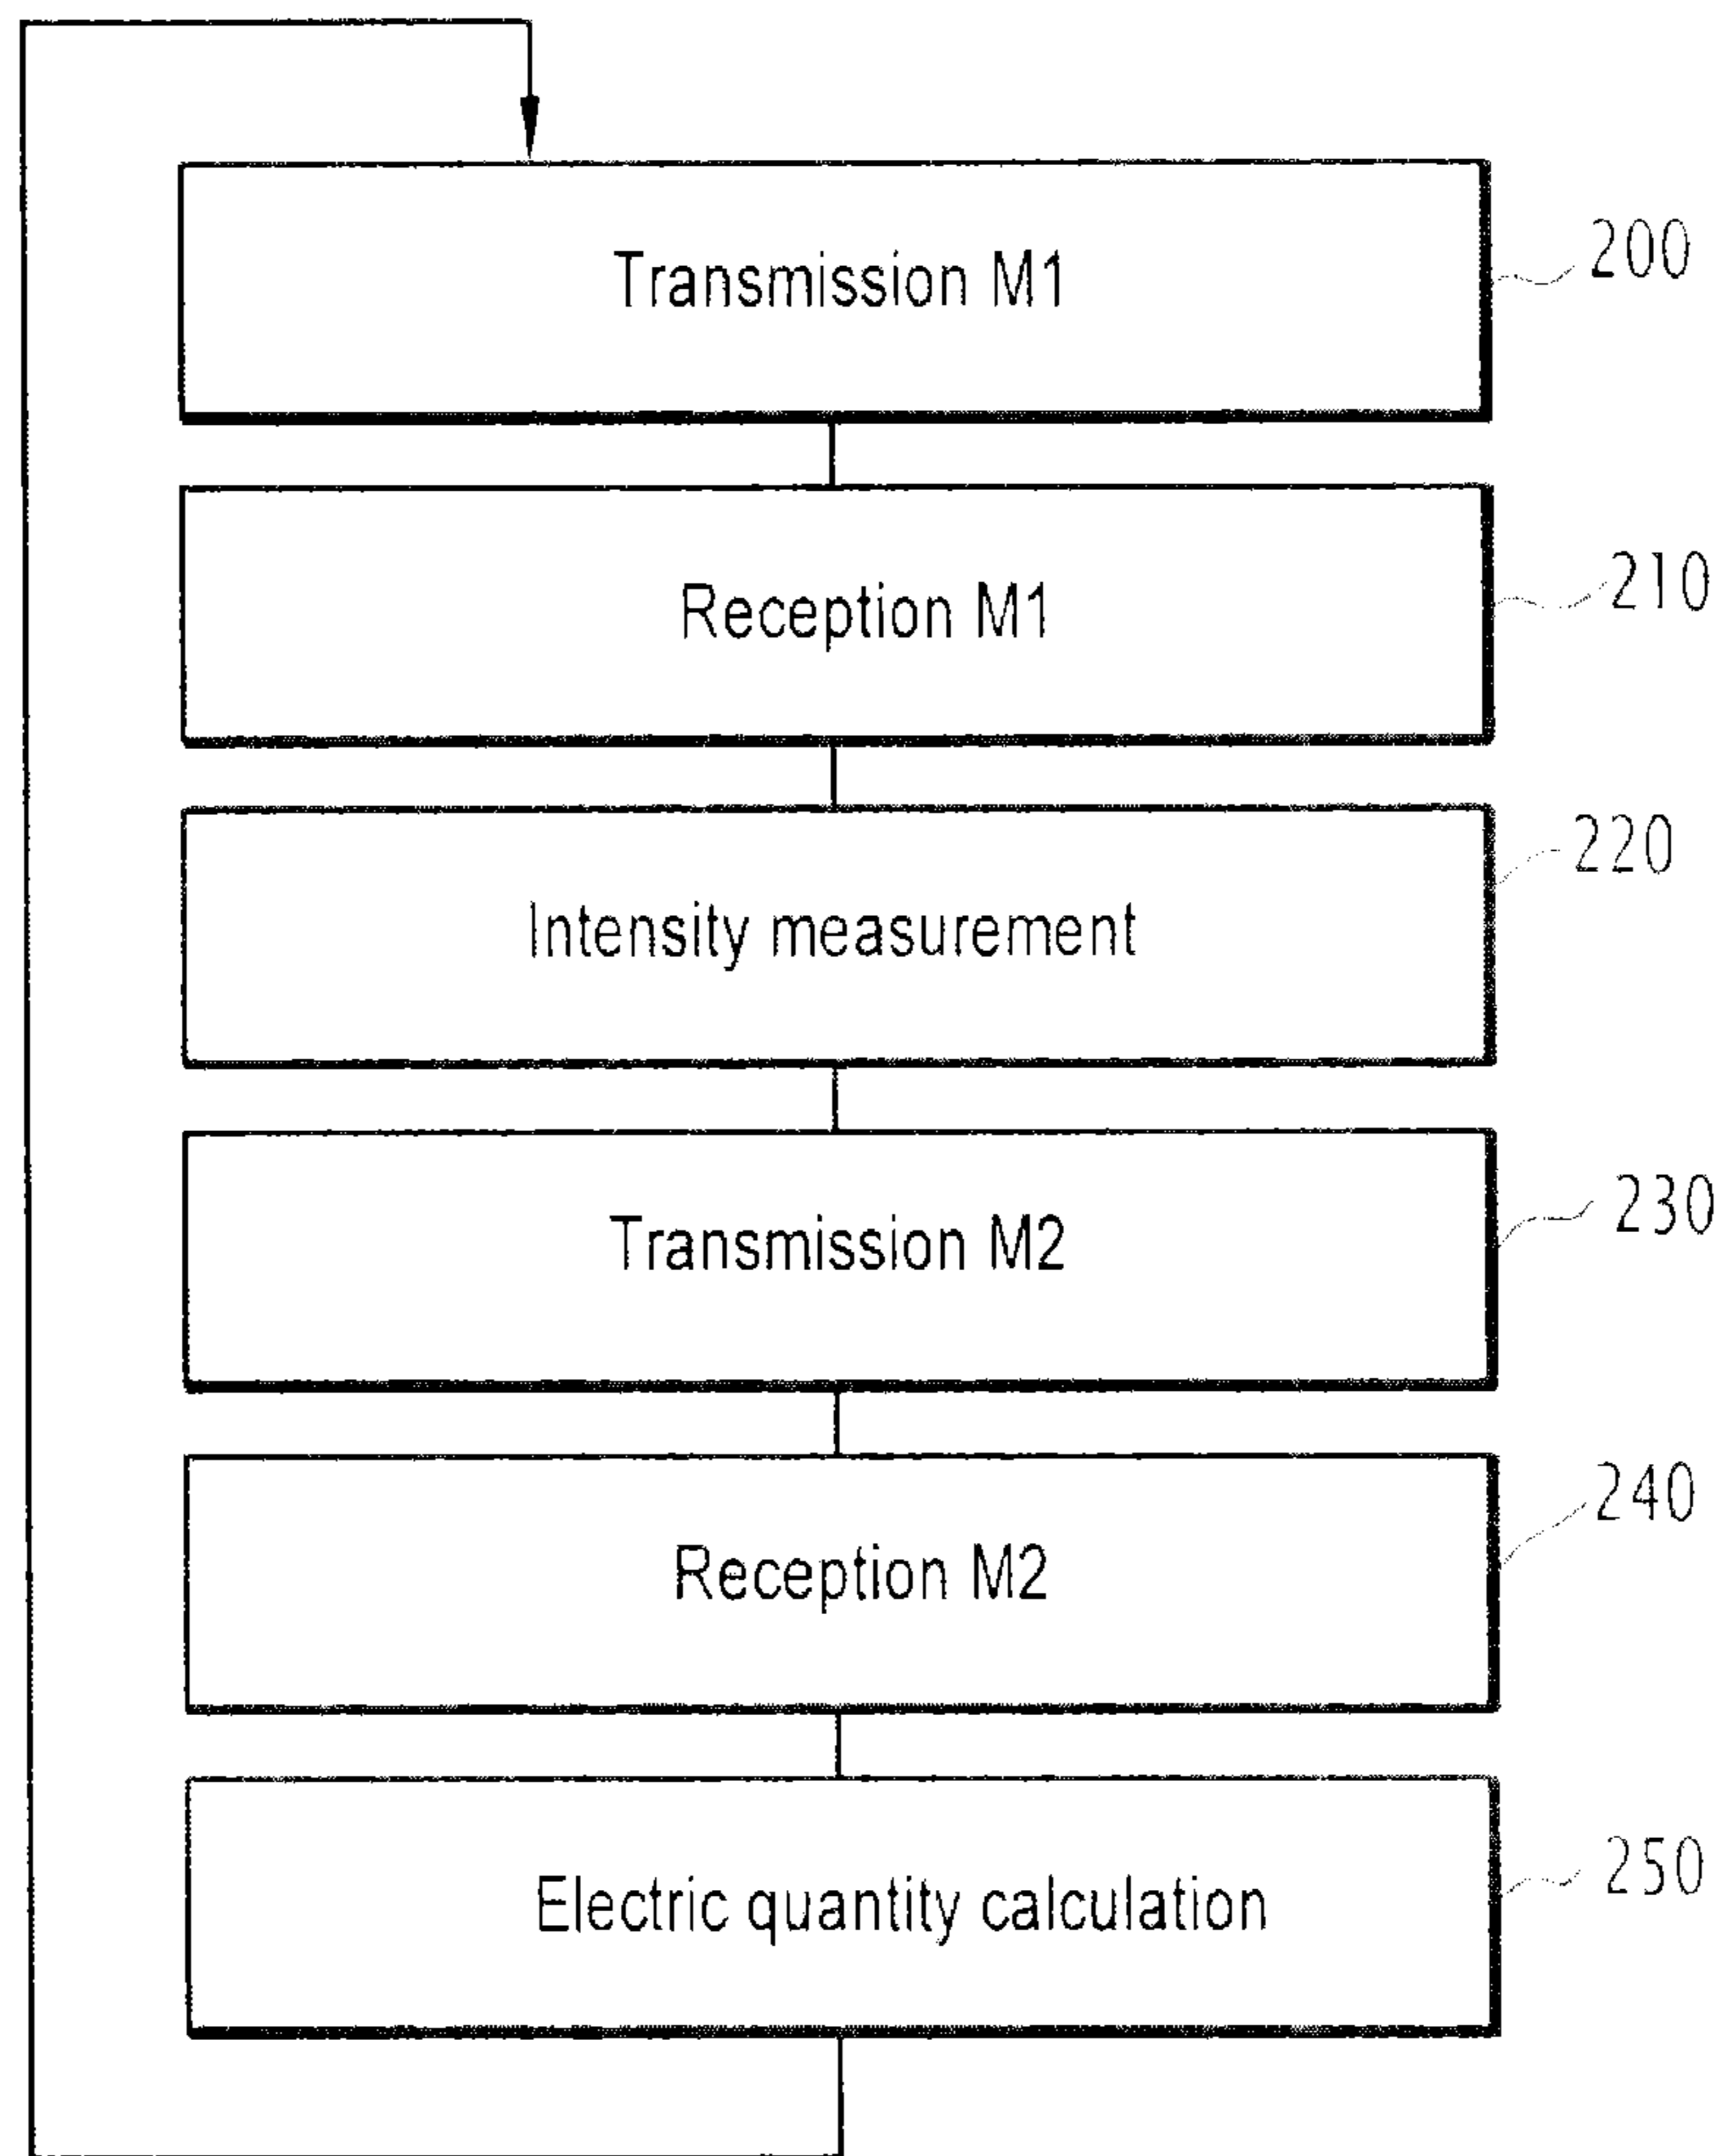 Transmission M1
200
Reception M1
210
Intensity measurement
220
Transmission M2
230
Reception M2
240
Electric quantity calculation
250